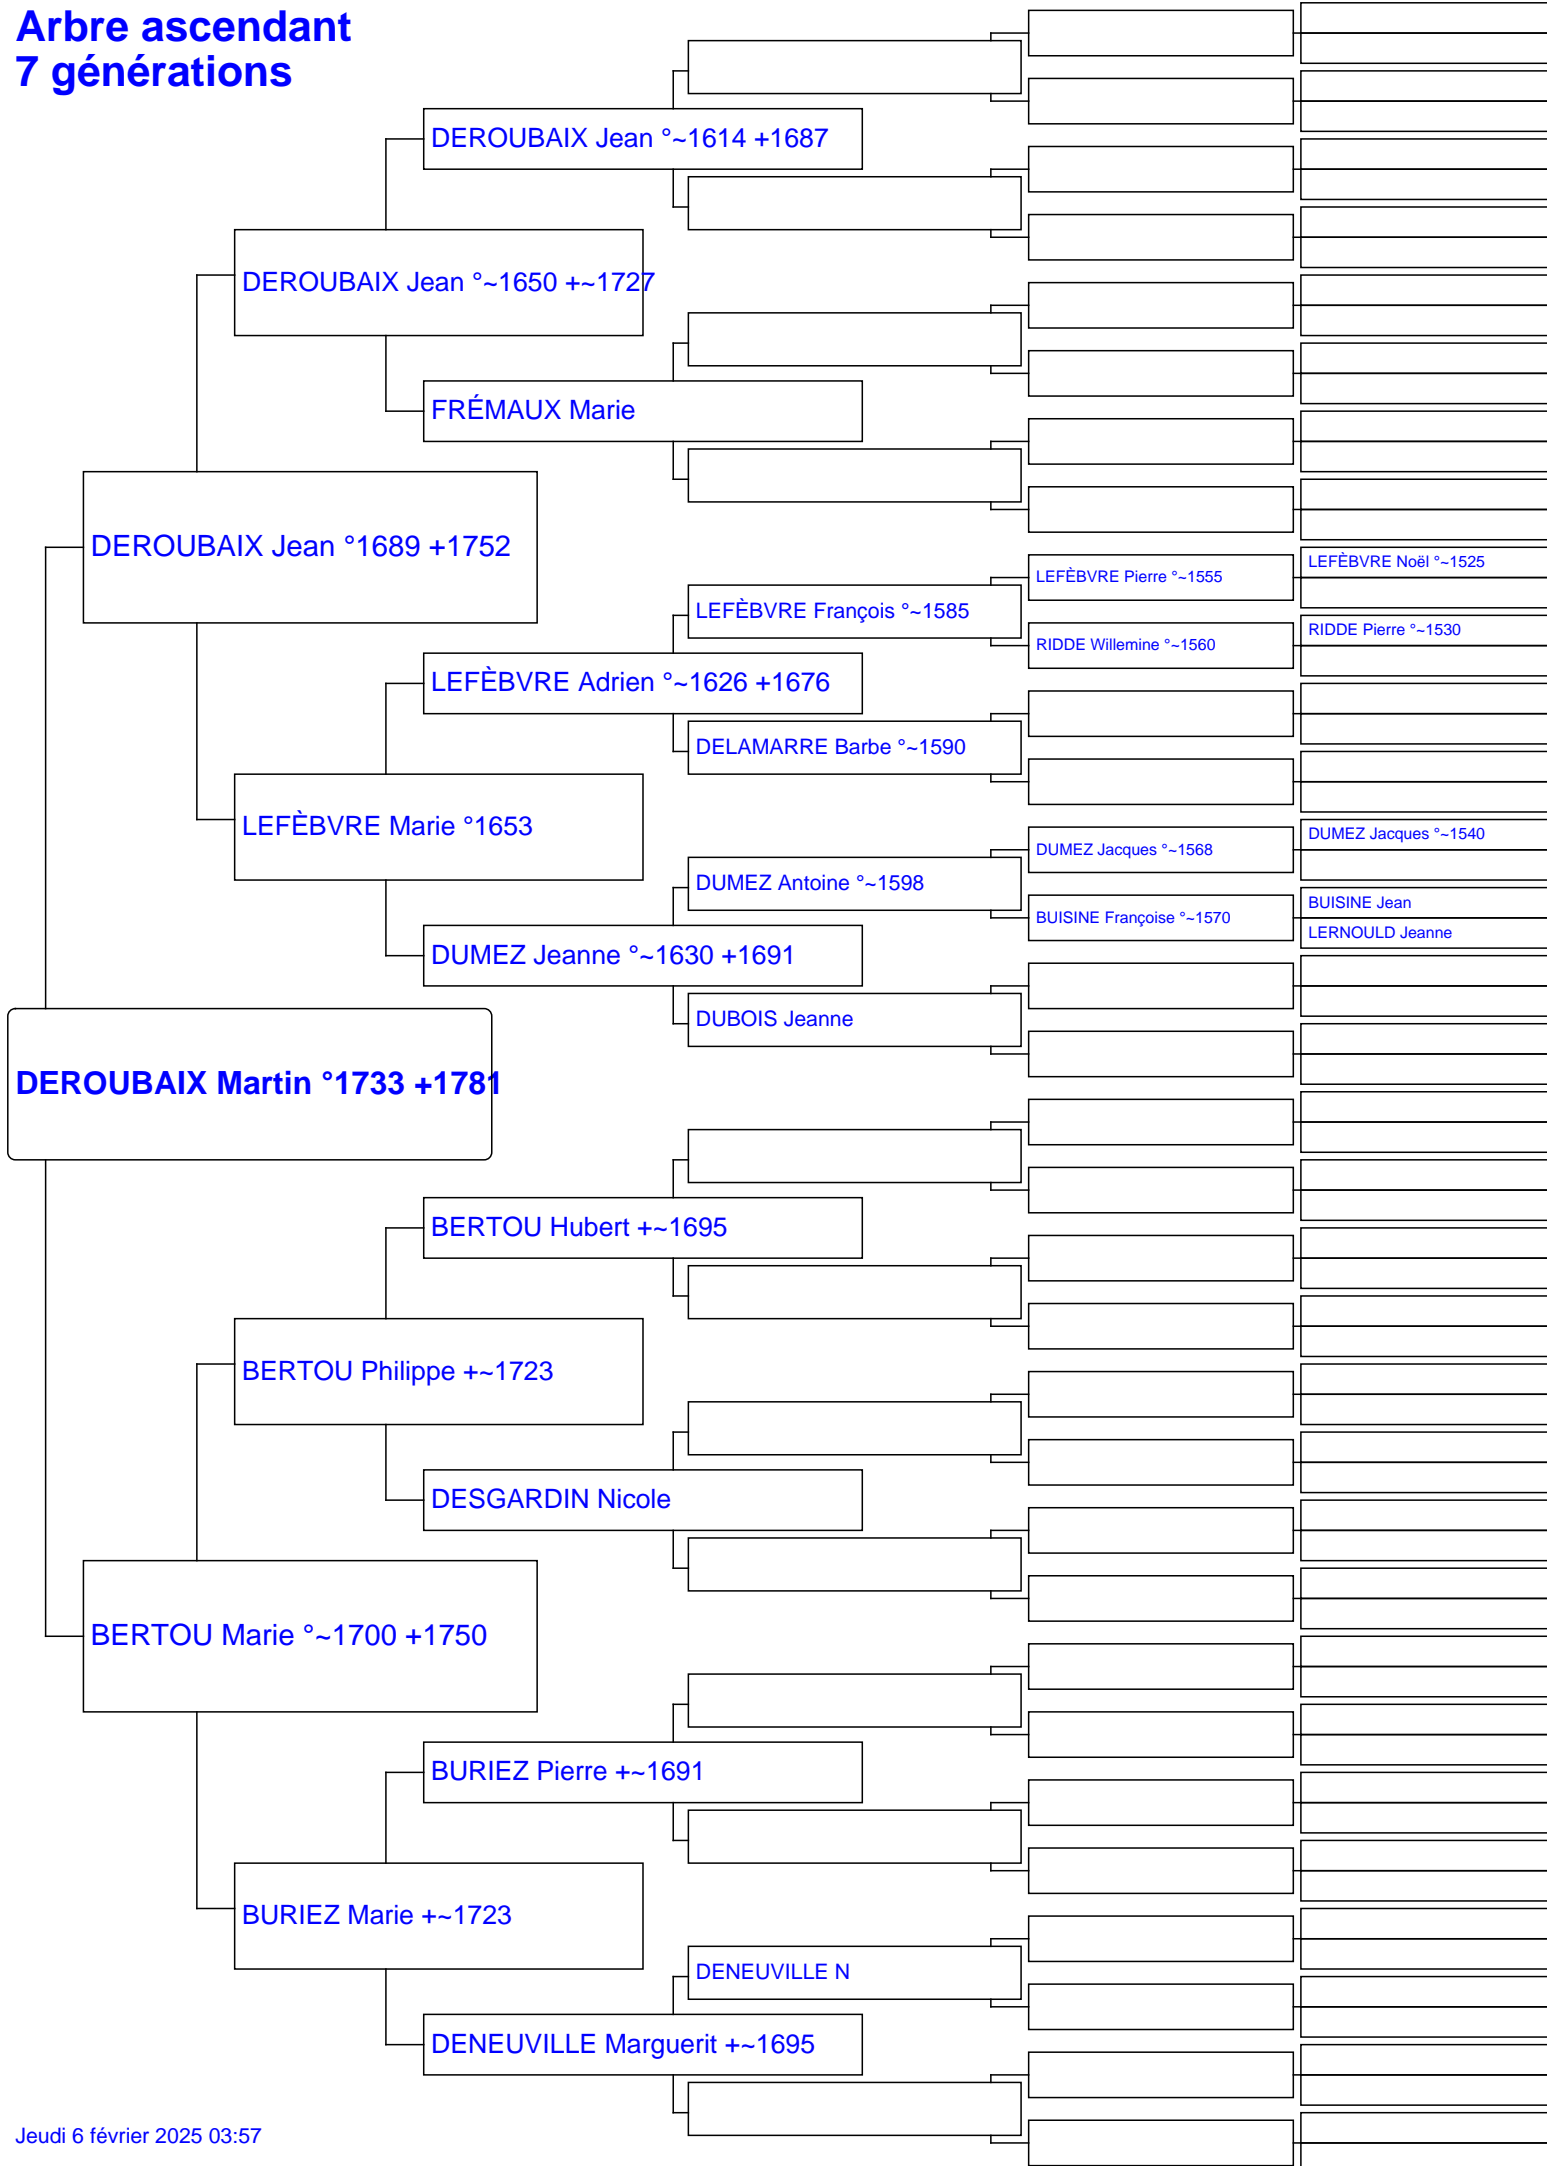 Arbre ascendant
7 générations
DEROUBAIX Jean °~1614 +1687
DEROUBAIX Jean °~1650 +~1727
FRÉMAUX Marie
DEROUBAIX Jean °1689 +1752
LEFÈBVRE Noël °~1525
LEFÈBVRE Pierre °~1555
LEFÈBVRE François °~1585
RIDDE Pierre °~1530
RIDDE Willemine °~1560
LEFÈBVRE Adrien °~1626 +1676
DELAMARRE Barbe °~1590
LEFÈBVRE Marie °1653
DUMEZ Jacques °~1540
DUMEZ Jacques °~1568
DUMEZ Antoine °~1598
BUISINE Jean
BUISINE Françoise °~1570
LERNOULD Jeanne
DUMEZ Jeanne °~1630 +1691
DUBOIS Jeanne
DEROUBAIX Martin °1733 +1781
BERTOU Hubert +~1695
BERTOU Philippe +~1723
DESGARDIN Nicole
BERTOU Marie °~1700 +1750
BURIEZ Pierre +~1691
BURIEZ Marie +~1723
DENEUVILLE N
DENEUVILLE Marguerit +~1695
Jeudi 6 février 2025 03:57